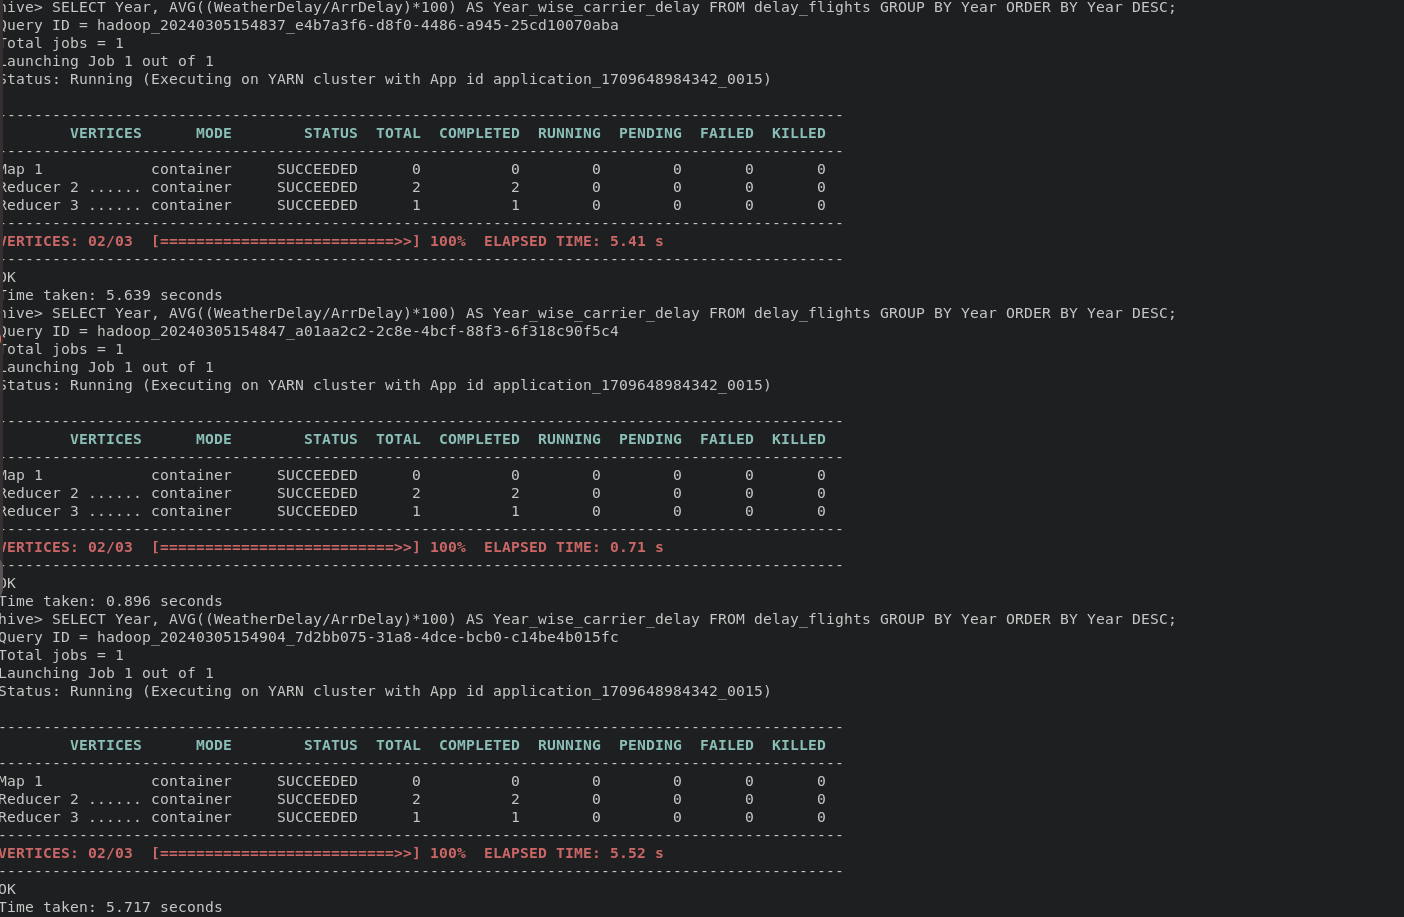 hive> SELECT Year, AVG((WeatherDelay/ArrDelay)*100) AS Year_wise_carrier_delay FROM delay_flights GROUP BY Year ORDER BY Year DESC;
Query ID = hadoop_20240305154837_e4b7a3f6-d8f0-4486-a945-25cd10070aba
Total jobs = 1
Launching Job 1 out of 1
Status: Running (Executing on YARN cluster with App id application_1709648984342_0015)
----------------------------------------------------------------------------------------------
VERTICES MODE STATUS TOTAL COMPLETED RUNNING PENDING FAILED KILLED
----------------------------------------------------------------------------------------------
Map 1 container SUCCEEDED 0 0 0 0 0 0
Reducer 2 ...... container SUCCEEDED 2 2 0 0 0 0
Reducer 3 ...... container SUCCEEDED 1 1 0 0 0 0
----------------------------------------------------------------------------------------------
VERTICES: 02/03 [==========================>>] 100% ELAPSED TIME: 5.41 s
----------------------------------------------------------------------------------------------
OK
Time taken: 5.639 seconds
hive> SELECT Year, AVG((WeatherDelay/ArrDelay)*100) AS Year_wise_carrier_delay FROM delay_flights GROUP BY Year ORDER BY Year DESC;
Query ID = hadoop_20240305154847_a01aa2c2-2c8e-4bcf-88f3-6f318c90f5c4
Total jobs = 1
Launching Job 1 out of 1
Status: Running (Executing on YARN cluster with App id application_1709648984342_0015)
----------------------------------------------------------------------------------------------
VERTICES MODE STATUS TOTAL COMPLETED RUNNING PENDING FAILED KILLED
----------------------------------------------------------------------------------------------
Map 1 container SUCCEEDED 0 0 0 0 0 0
Reducer 2 ...... container SUCCEEDED 2 2 0 0 0 0
Reducer 3 ...... container SUCCEEDED 1 1 0 0 0 0
----------------------------------------------------------------------------------------------
VERTICES: 02/03 [==========================>>] 100% ELAPSED TIME: 0.71 s
----------------------------------------------------------------------------------------------
OK
Time taken: 0.896 seconds
hive> SELECT Year, AVG((WeatherDelay/ArrDelay)*100) AS Year_wise_carrier_delay FROM delay_flights GROUP BY Year ORDER BY Year DESC;
Query ID = hadoop_20240305154904_7d2bb075-31a8-4dce-bcb0-c14be4b015fc
Total jobs = 1
Launching Job 1 out of 1
Status: Running (Executing on YARN cluster with App id application_1709648984342_0015)
----------------------------------------------------------------------------------------------
VERTICES MODE STATUS TOTAL COMPLETED RUNNING PENDING FAILED KILLED
----------------------------------------------------------------------------------------------
Map 1 container SUCCEEDED 0 0 0 0 0 0
Reducer 2 ...... container SUCCEEDED 2 2 0 0 0 0
Reducer 3 ...... container SUCCEEDED 1 1 0 0 0 0
----------------------------------------------------------------------------------------------
VERTICES: 02/03 [==========================>>] 100% ELAPSED TIME: 5.52 s
----------------------------------------------------------------------------------------------
OK
Time taken: 5.717 seconds